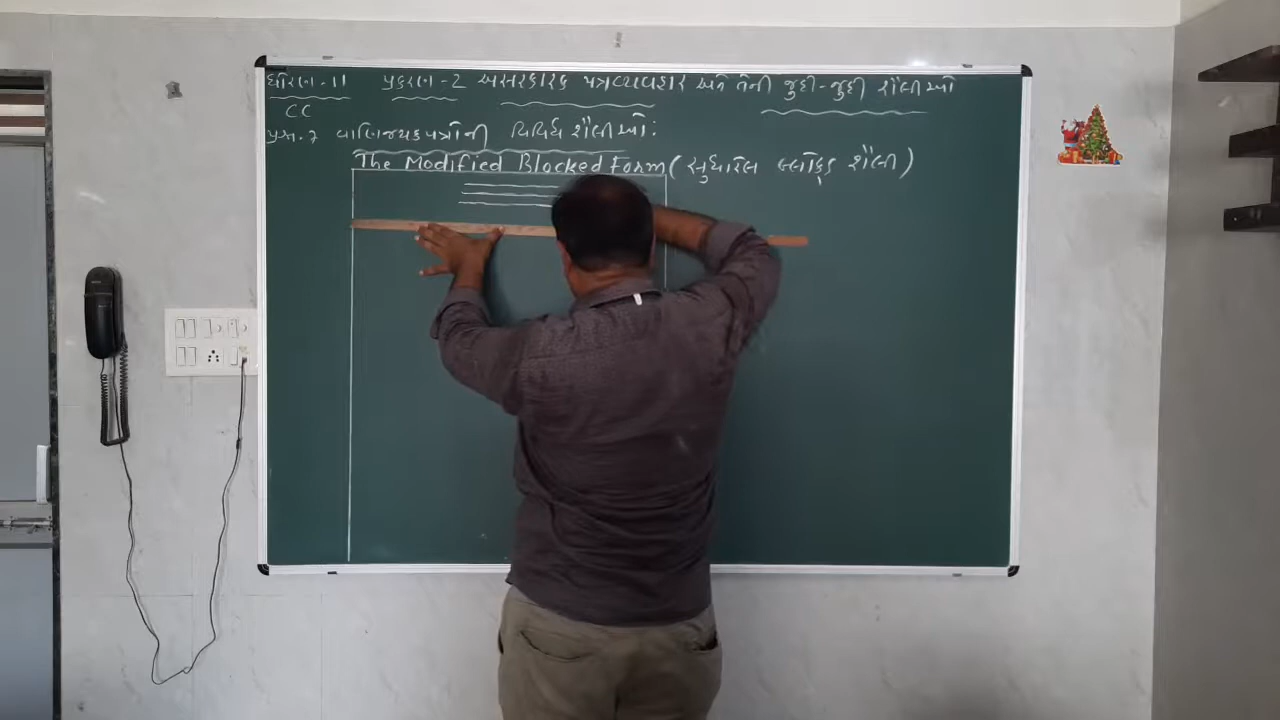 ધોરણ-11 પ્રકરણ-2 અસરકારક પત્રવ્યવહાર અને તેની જુદી-જુદી શૈલીઓ
CC
પ્રશ્ન.7 વાણિજ્યકપત્રોની વિવિધ શૈલીઓ:
The Modified Blocked Form (સુધારેલ બ્લોક્ડ શૈલી)